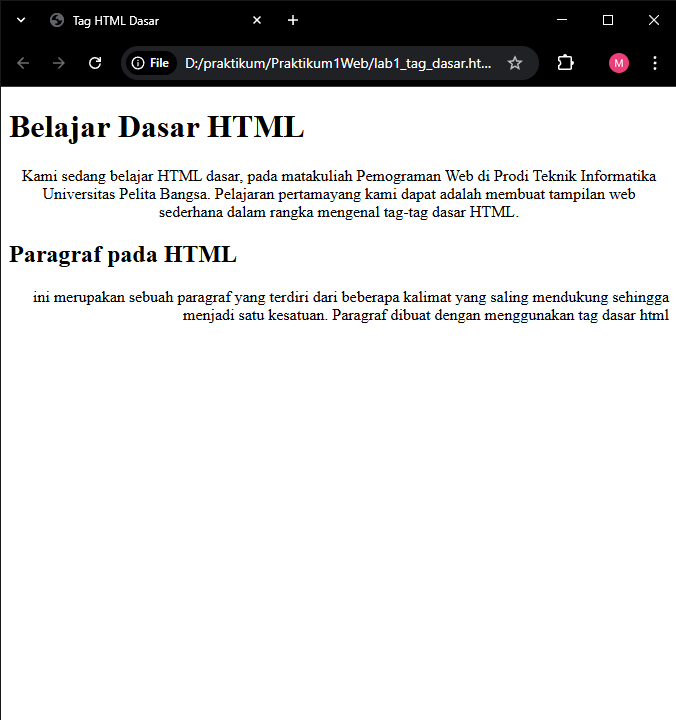 Tag HTML Dasar
File
D:/praktikum/Praktikum1Web/lab1_tag_dasar.ht...
M
Belajar Dasar HTML
Kami sedang belajar HTML dasar, pada matakuliah Pemograman Web di Prodi Teknik Informatika
Universitas Pelita Bangsa. Pelajaran pertamayang kami dapat adalah membuat tampilan web
sederhana dalam rangka mengenal tag-tag dasar HTML.
Paragraf pada HTML
ini merupakan sebuah paragraf yang terdiri dari beberapa kalimat yang saling mendukung sehingga
menjadi satu kesatuan. Paragraf dibuat dengan menggunakan tag dasar html